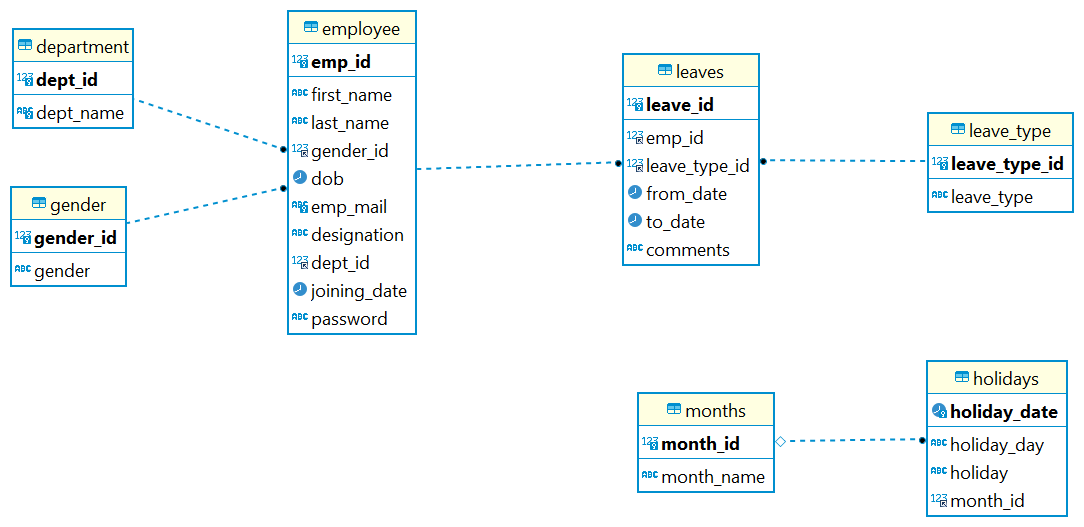 department
dept_id
dept_name
gender
gender_id
gender
employee
emp_id
first_name
last_name
gender_id
dob
emp_mail
designation
dept_id
joining_date
password
leaves
leave_id
emp_id
leave_type_id
from_date
to_date
comments
leave_type
leave_type_id
leave_type
months
month_id
month_name
holidays
holiday_date
holiday_day
holiday
month_id